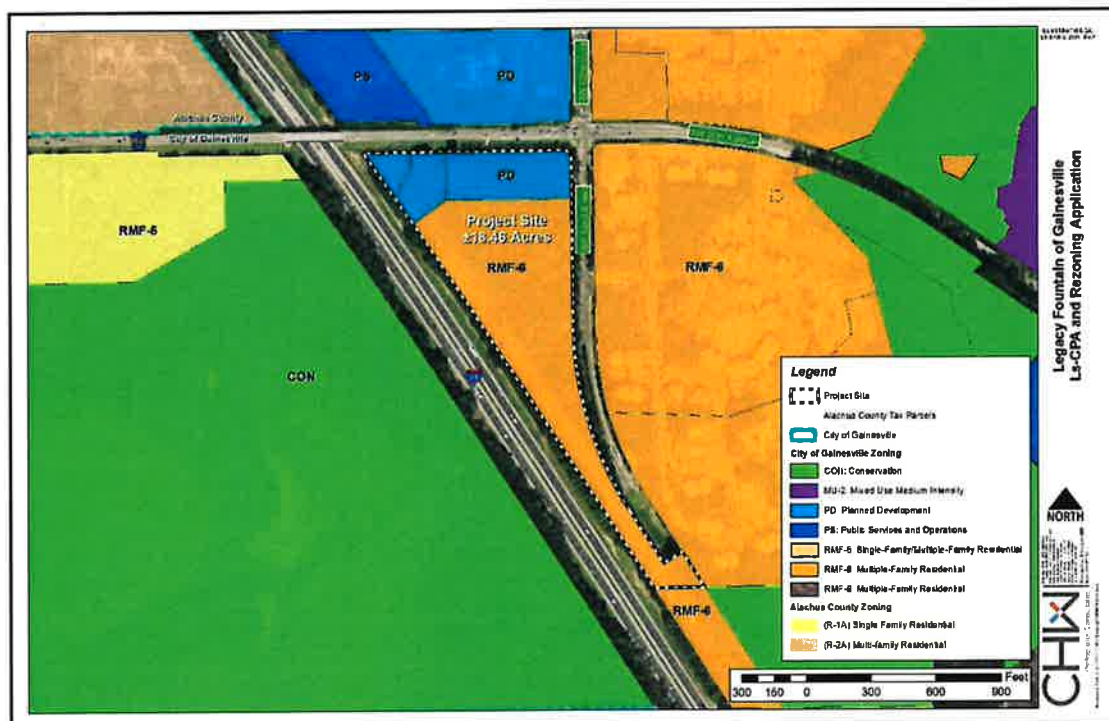 PS
PD
Alachua County
City of Gainesville
PD
RMF-5
Project Site
±16.46 Acres
RMF-6
RMF-6
CON
RMF-6
Legend
Project Site
Alachua County Tax Parcels
City of Gainesville
City of Gainesville Zoning
CON: Conservation
MU-2: Mixed Use Medium Intensity
PD: Planned Development
PS: Public Services and Operations
RMF-5 Single-Family/Multiple-Family Residential
RMF-6 Multiple-Family Residential
RMF-8 Multiple-Family Residential
Alachua County Zoning
(R-1A) Single Family Residential
(R-2A) Multi-family Residential
Feet
300 150 0 300 600 900
Legacy Fountain of Gainesville
Ls-CPA and Rezoning Application
NORTH
CHW